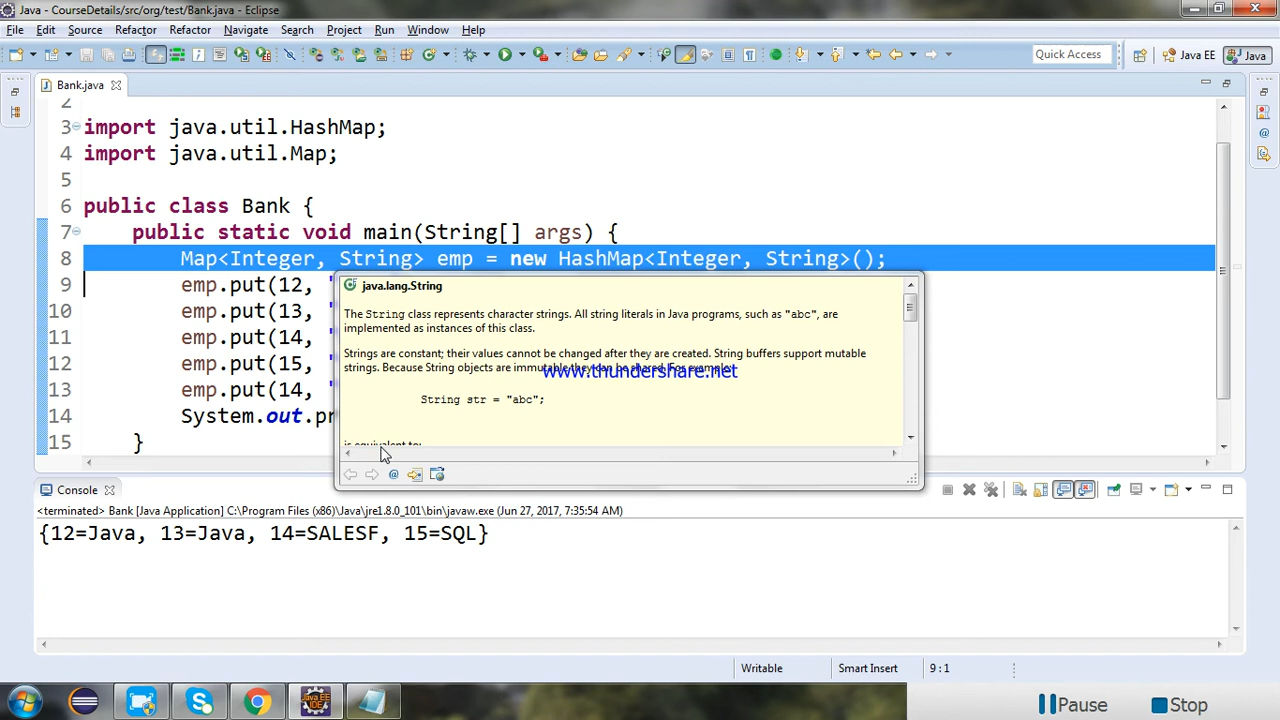 Java - CourseDetails/src/org/test/Bank.java - Eclipse
File Edit Source Refactor Refactor Navigate Search Project Run Window Help
Quick Access Java EE Java
Bank.java
2
3 import java.util.HashMap;
4 import java.util.Map;
5
6 public class Bank {
7 public static void main(String[] args) {
8 Map<Integer, String> emp = new HashMap<Integer, String>();
9 emp.put(12, "
10 emp.put(13, "
11 emp.put(14, "
12 emp.put(15, "
13 emp.put(14, "
14 System.out.pr
15 }
java.lang.String
The String class represents character strings. All string literals in Java programs, such as "abc", are
implemented as instances of this class.
Strings are constant; their values cannot be changed after they are created. String buffers support mutable
strings. Because String objects are immutable they can be shared. For example:
www.thundershare.net
String str = "abc";
is equivalent to:
Console
<terminated> Bank [Java Application] C:\Program Files (x86)\Java\jre1.8.0_101\bin\javaw.exe (Jun 27, 2017, 7:35:54 AM)
{12=Java, 13=Java, 14=SALESF, 15=SQL}
Writable Smart Insert 9 : 1
Java EE IDE
Pause Stop